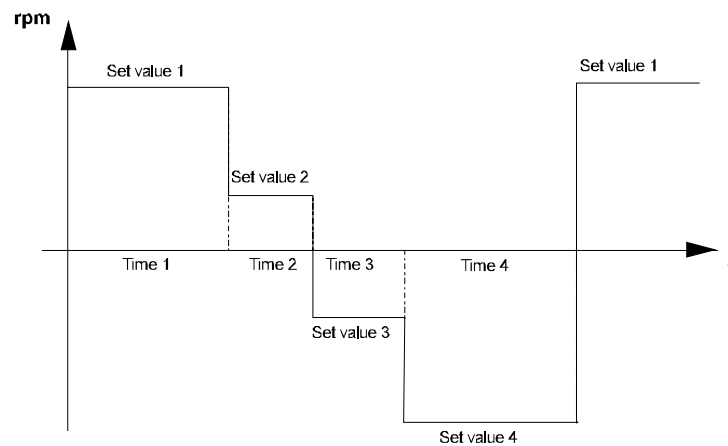 rpm
Set value 1
Set value 1
Set value 2
Time 1
Time 2
Time 3
Time 4
Set value 3
Set value 4